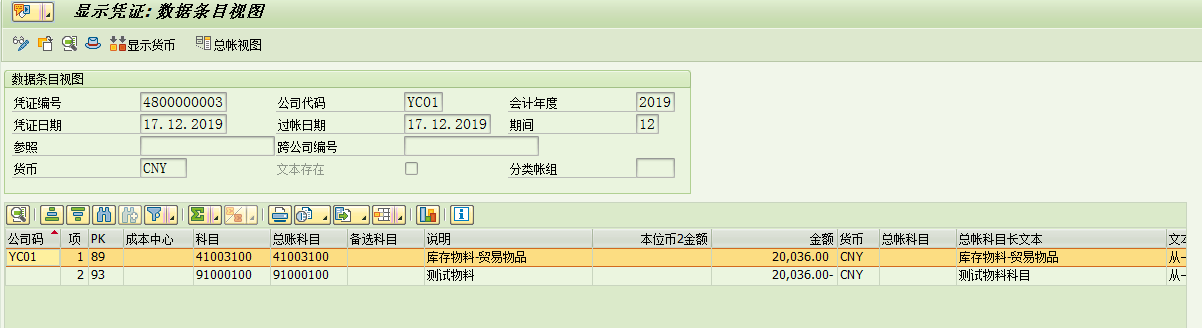 显示凭证: 数据条目视图
显示货币 总帐视图
数据条目视图
凭证编号 4800000003 公司代码 YC01 会计年度 2019
凭证日期 17.12.2019 过帐日期 17.12.2019 期间 12
参照 跨公司编号
货币 CNY 文本存在 分类帐组
公司码 项 PK 成本中心 科目 总账科目 备选科目 说明 本位币2金额 金额 货币 总帐科目 总帐科目长文本 文本
YC01 1 89 41003100 41003100 库存物料-贸易物品 20,036.00 CNY 库存物料-贸易物品 从一
2 93 91000100 91000100 测试物料 20,036.00- CNY 测试物料科目 从一